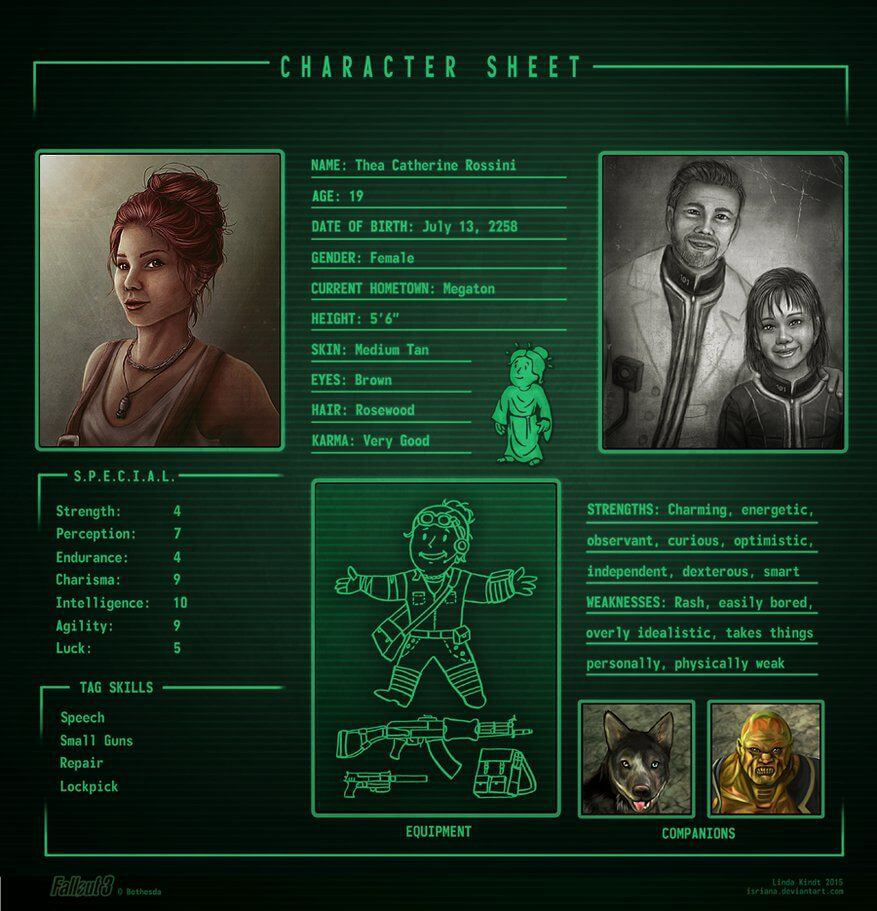 CHARACTER SHEET
NAME: Thea Catherine Rossini
AGE: 19
DATE OF BIRTH: July 13, 2258
GENDER: Female
CURRENT HOMETOWN: Megaton
HEIGHT: 5'6"
SKIN: Medium Tan
EYES: Brown
HAIR: Rosewood
KARMA: Very Good
101
101
S.P.E.C.I.A.L.
Strength: 4
Perception: 7
Endurance: 4
Charisma: 9
Intelligence: 10
Agility: 9
Luck: 5
TAG SKILLS
Speech
Small Guns
Repair
Lockpick
EQUIPMENT
STRENGTHS: Charming, energetic,
observant, curious, optimistic,
independent, dexterous, smart
WEAKNESSES: Rash, easily bored,
overly idealistic, takes things
personally, physically weak
COMPANIONS
Fallout 3 © Bethesda
Linda Kindt 2015
isriana.deviantart.com